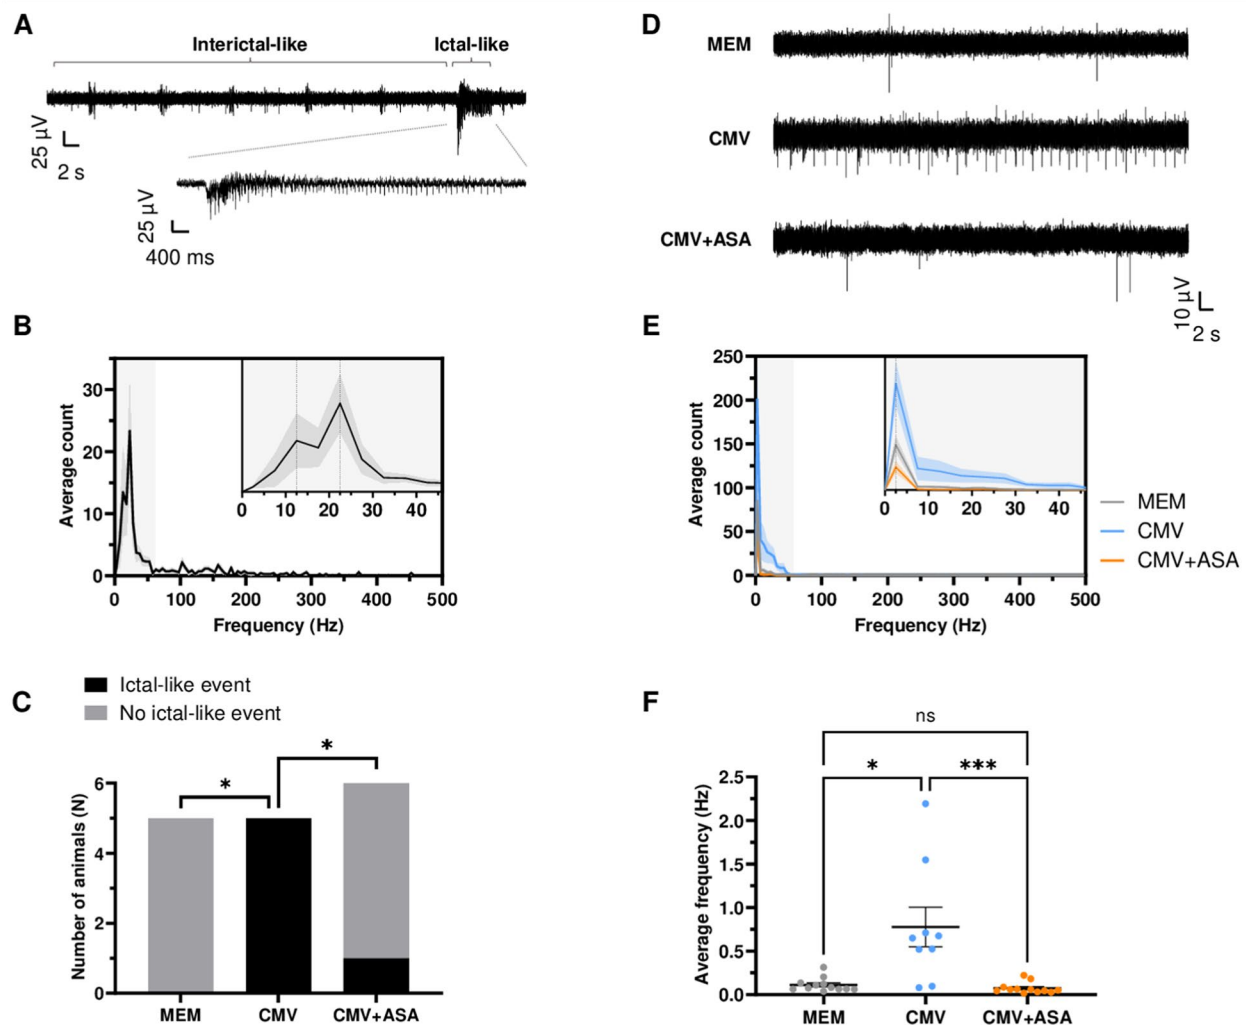 A
Interictal-like
Ictal-like
25 µV
2 s
25 µV
400 ms
B
Average count
30
20
10
0
0 10 20 30 40
0 100 200 300 400 500
Frequency (Hz)
C
Ictal-like event
No ictal-like event
*
*
Number of animals (N)
6
4
2
0
MEM CMV CMV+ASA
D
MEM
CMV
CMV+ASA
10 µV
2 s
E
Average count
250
200
150
100
50
0
0 10 20 30 40
0 100 200 300 400 500
Frequency (Hz)
MEM
CMV
CMV+ASA
F
ns
* ***
Average frequency (Hz)
2.5
2.0
1.5
1.0
0.5
0.0
MEM CMV CMV+ASA